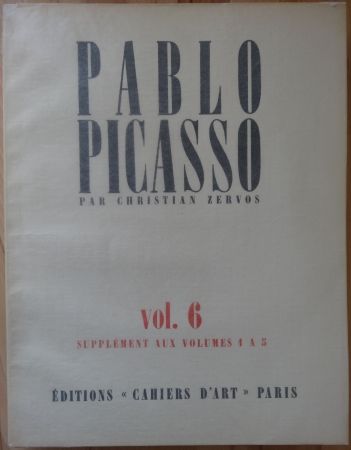 PABLO
PICASSO
PAR CHRISTIAN ZERVOS
vol. 6
SUPPLÉMENT AUX VOLUMES 1 A 5
ÉDITIONS « CAHIERS D'ART » PARIS